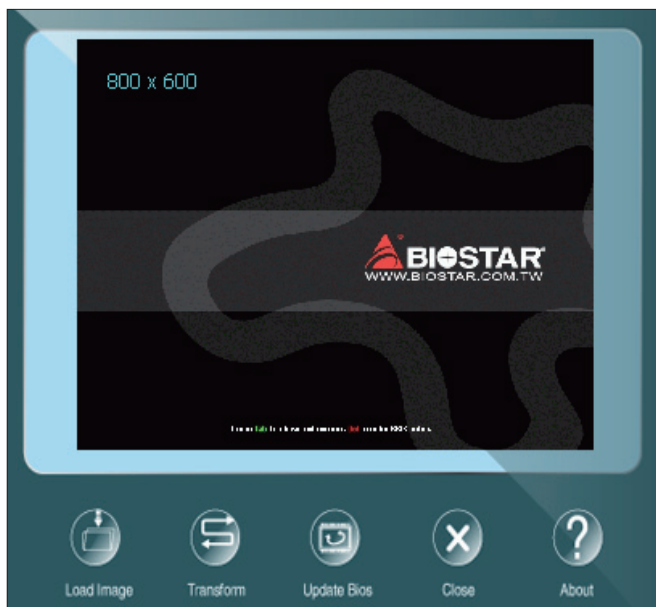 800 x 600
BIOSTAR
WWW.BIOSTAR.COM.TW
Load Image
Transform
Update Bios
Close
About